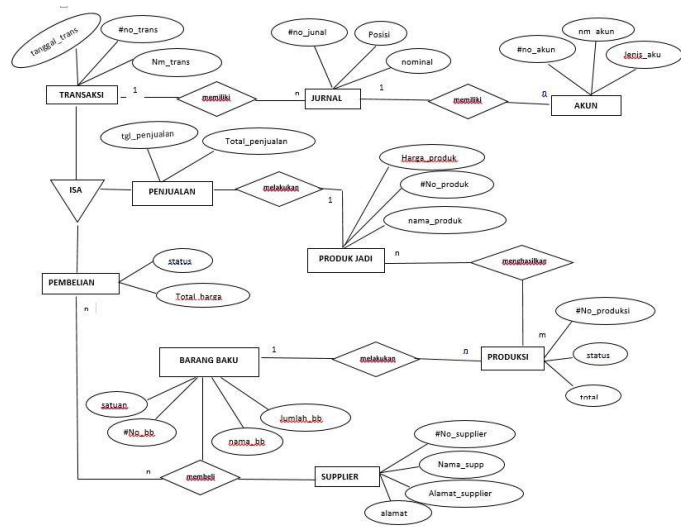 tanggal_trans
#no_trans
Nm_trans
TRANSAKSI
1
memiliki
n
#no_junal
Posisi
nominal
JURNAL
1
memiliki
n
#no_akun
nm_akun
Jenis_aku
AKUN
tgl_penjualan
Total_penjualan
ISA
PENJUALAN
melakukan
1
Harga_produk
#No_produk
nama_produk
PRODUK JADI
n
menghasilkan
m
PEMBELIAN
status
Total_harga
n
BARANG BAKU
1
melakukan
n
PRODUKSI
#No_produksi
status
total
satuan
#No_bb
nama_bb
Jumlah_bb
n
membeli
SUPPLIER
#No_supplier
Nama_supp
Alamat_supplier
alamat